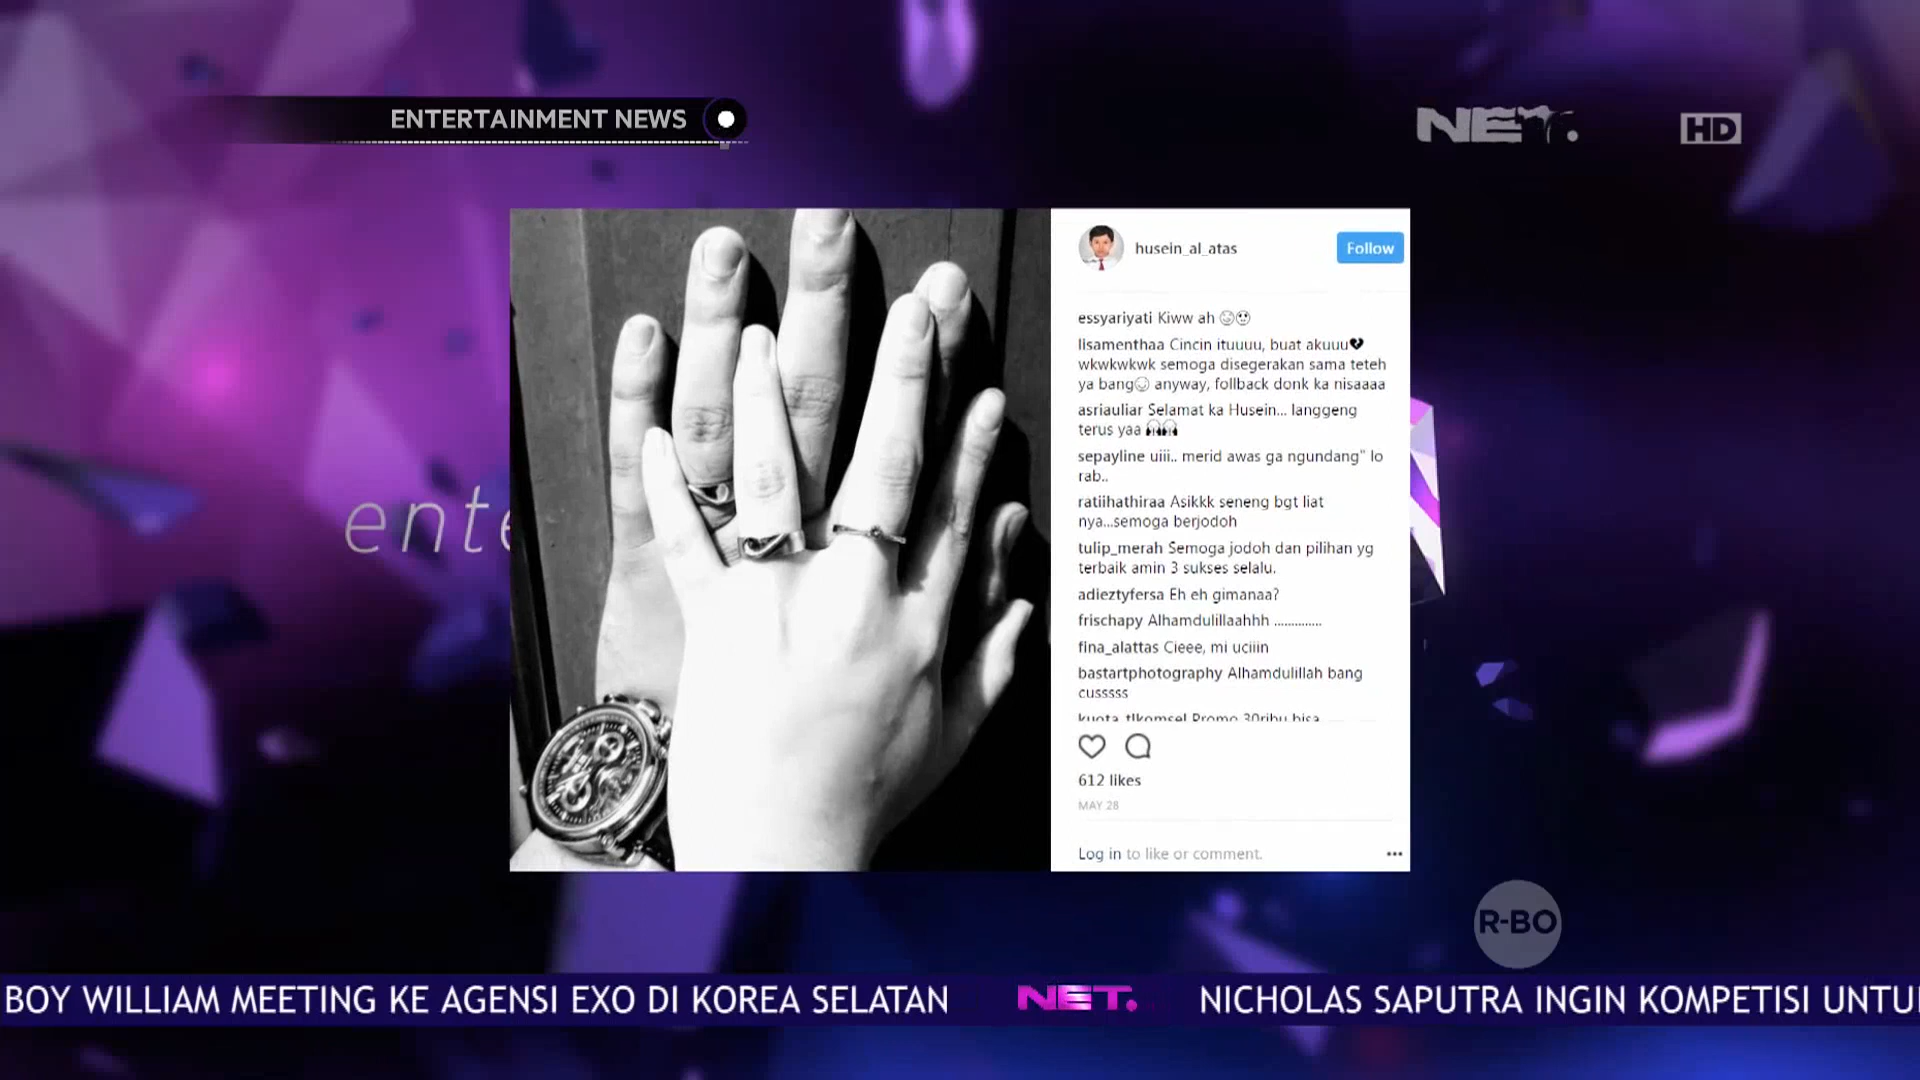 ENTERTAINMENT NEWS
NET.
HD
husein_al_atas
Follow
essyariyati Kiww ah
lisamenthaa Cincin ituuuu, buat akuuu
wkwkwkwk semoga disegerakan sama teteh
ya bang anyway, follback donk ka nisaaaa
asriauliar Selamat ka Husein... langgeng
terus yaa
sepayline uiii.. merid awas ga ngundang" lo
rab..
ratiihathiraa Asikkk seneng bgt liat
nya...semoga berjodoh
tulip_merah Semoga jodoh dan pilihan yg
terbaik amin 3 sukses selalu.
adieztyfersa Eh eh gimanaa?
frischapy Alhamdulillaahhh .............
fina_alattas Cieee, mi uciiin
bastartphotography Alhamdulillah bang
cusssss
kuota_tlkomsel Promo 30ribu bisa
612 likes
MAY 28
Log in to like or comment.
ente
R-BO
BOY WILLIAM MEETING KE AGENSI EXO DI KOREA SELATAN NET. NICHOLAS SAPUTRA INGIN KOMPETISI UNTU